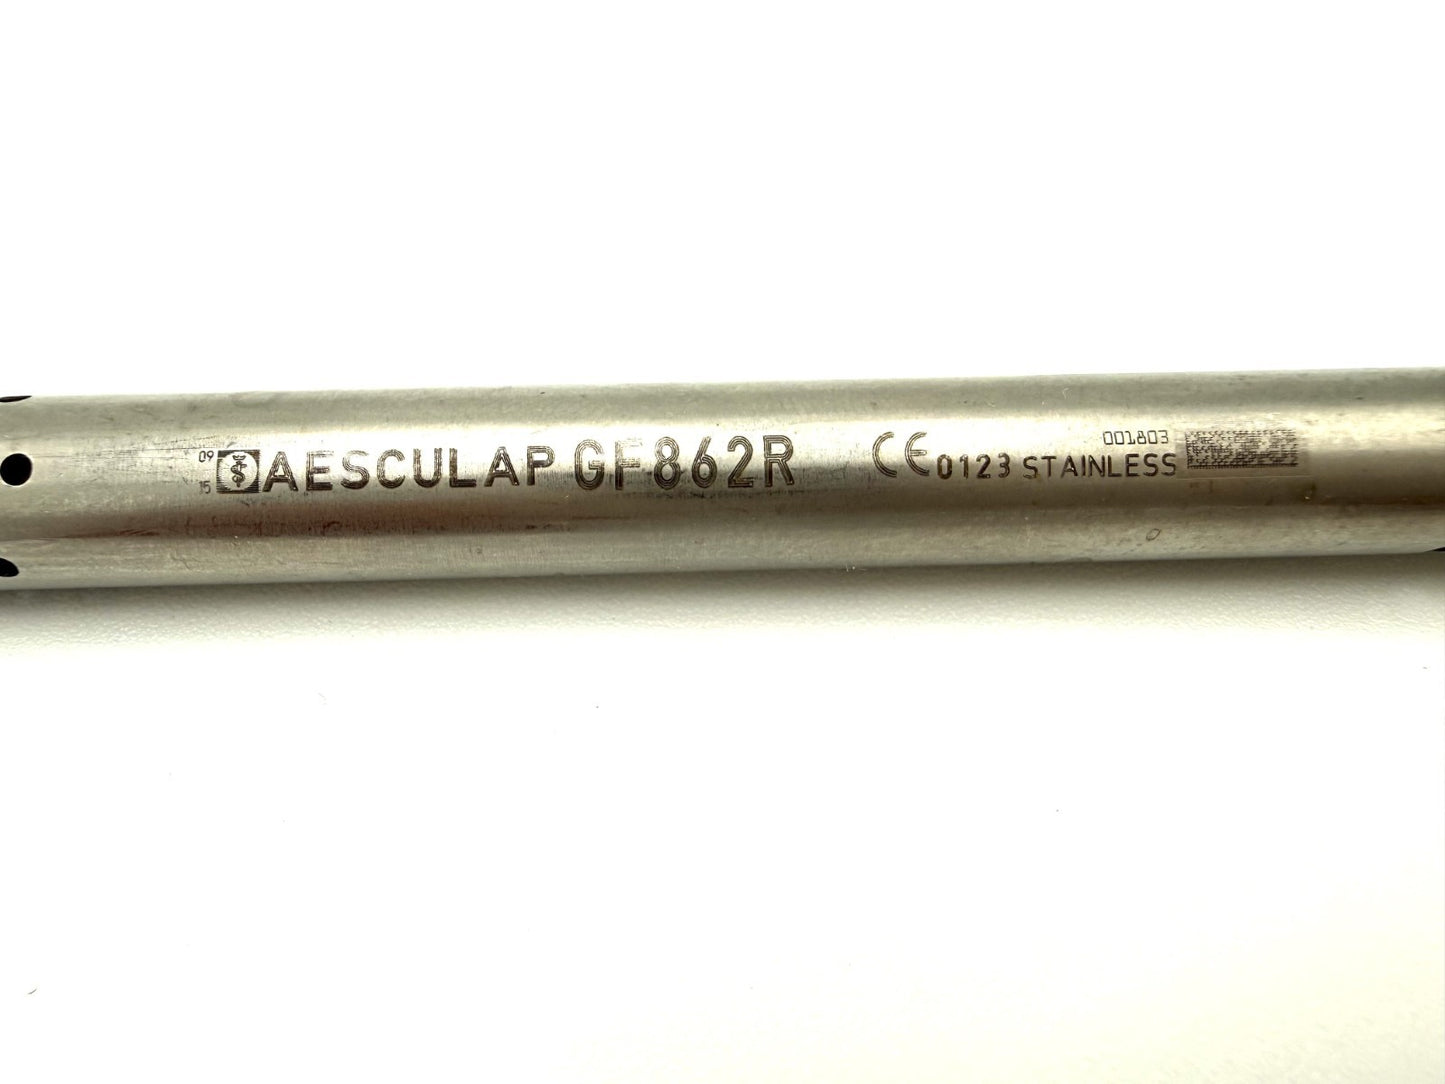 09
15
AESCULAP GF862R CE 0123 STAINLESS
001803